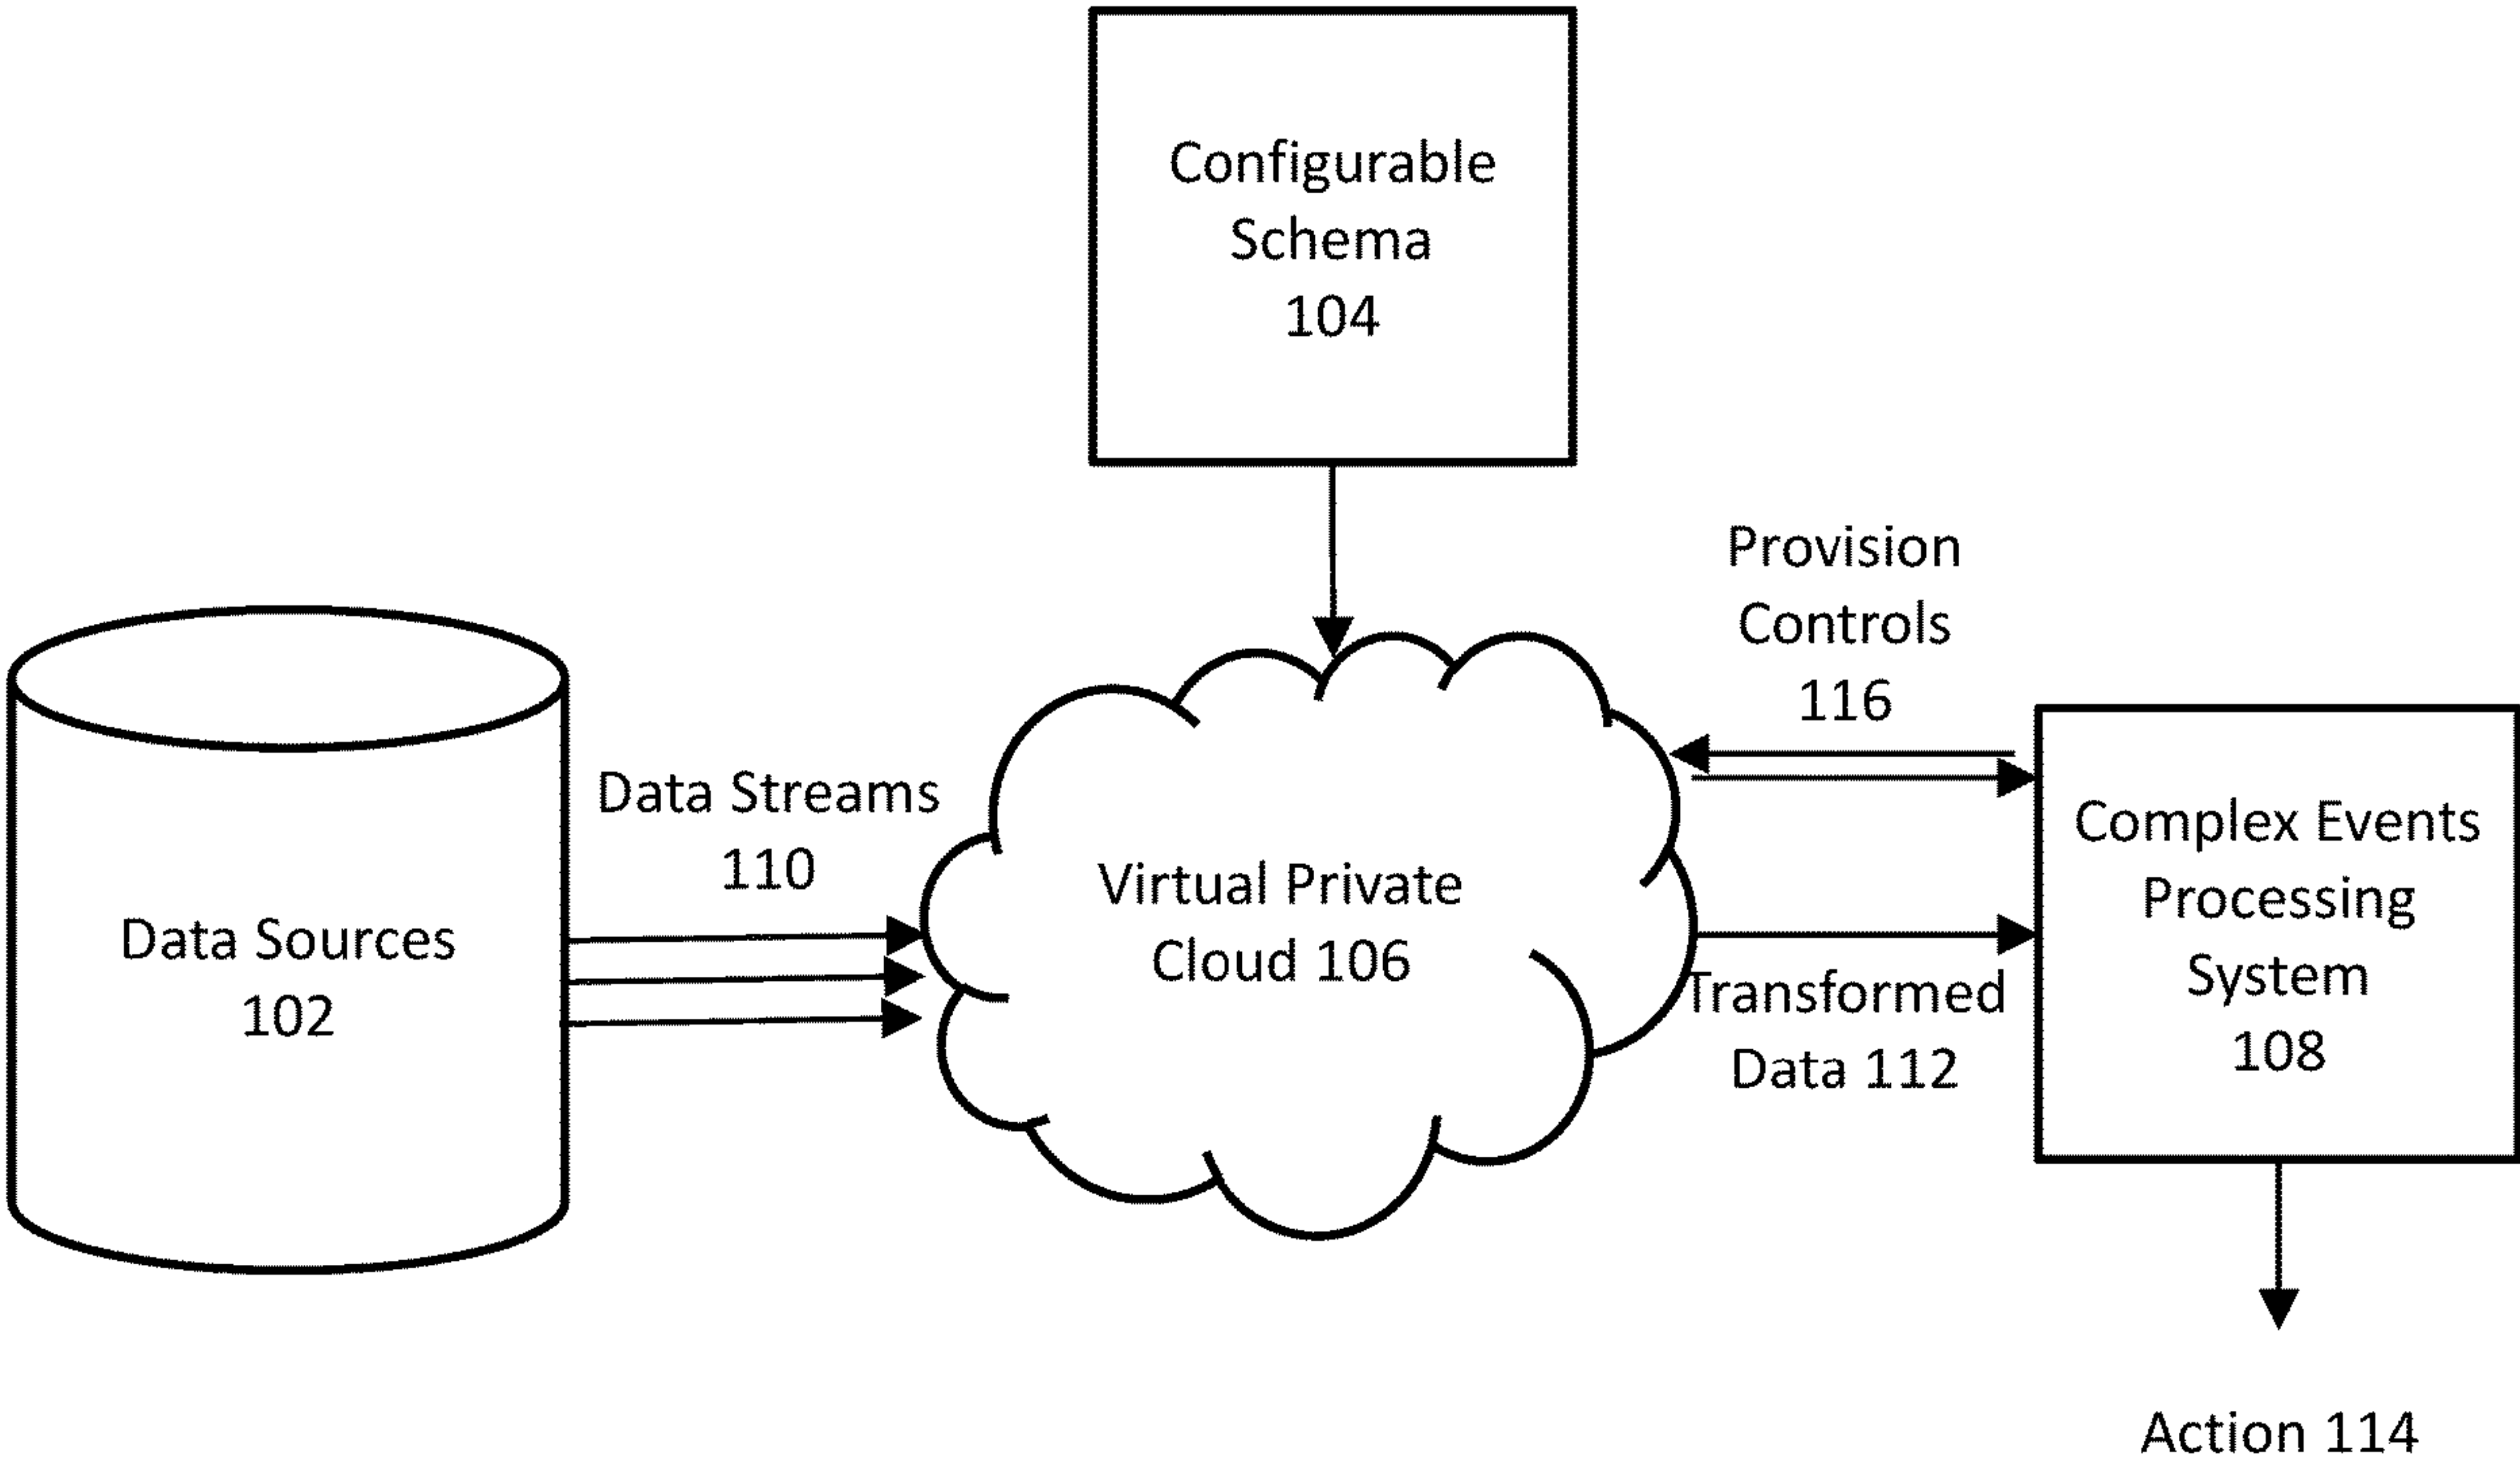 Configurable
Schema
104
Provision
Controls
116
Data Streams
110
Data Sources
102
Virtual Private
Cloud 106
Complex Events
Processing
System
108
Transformed
Data 112
Action 114